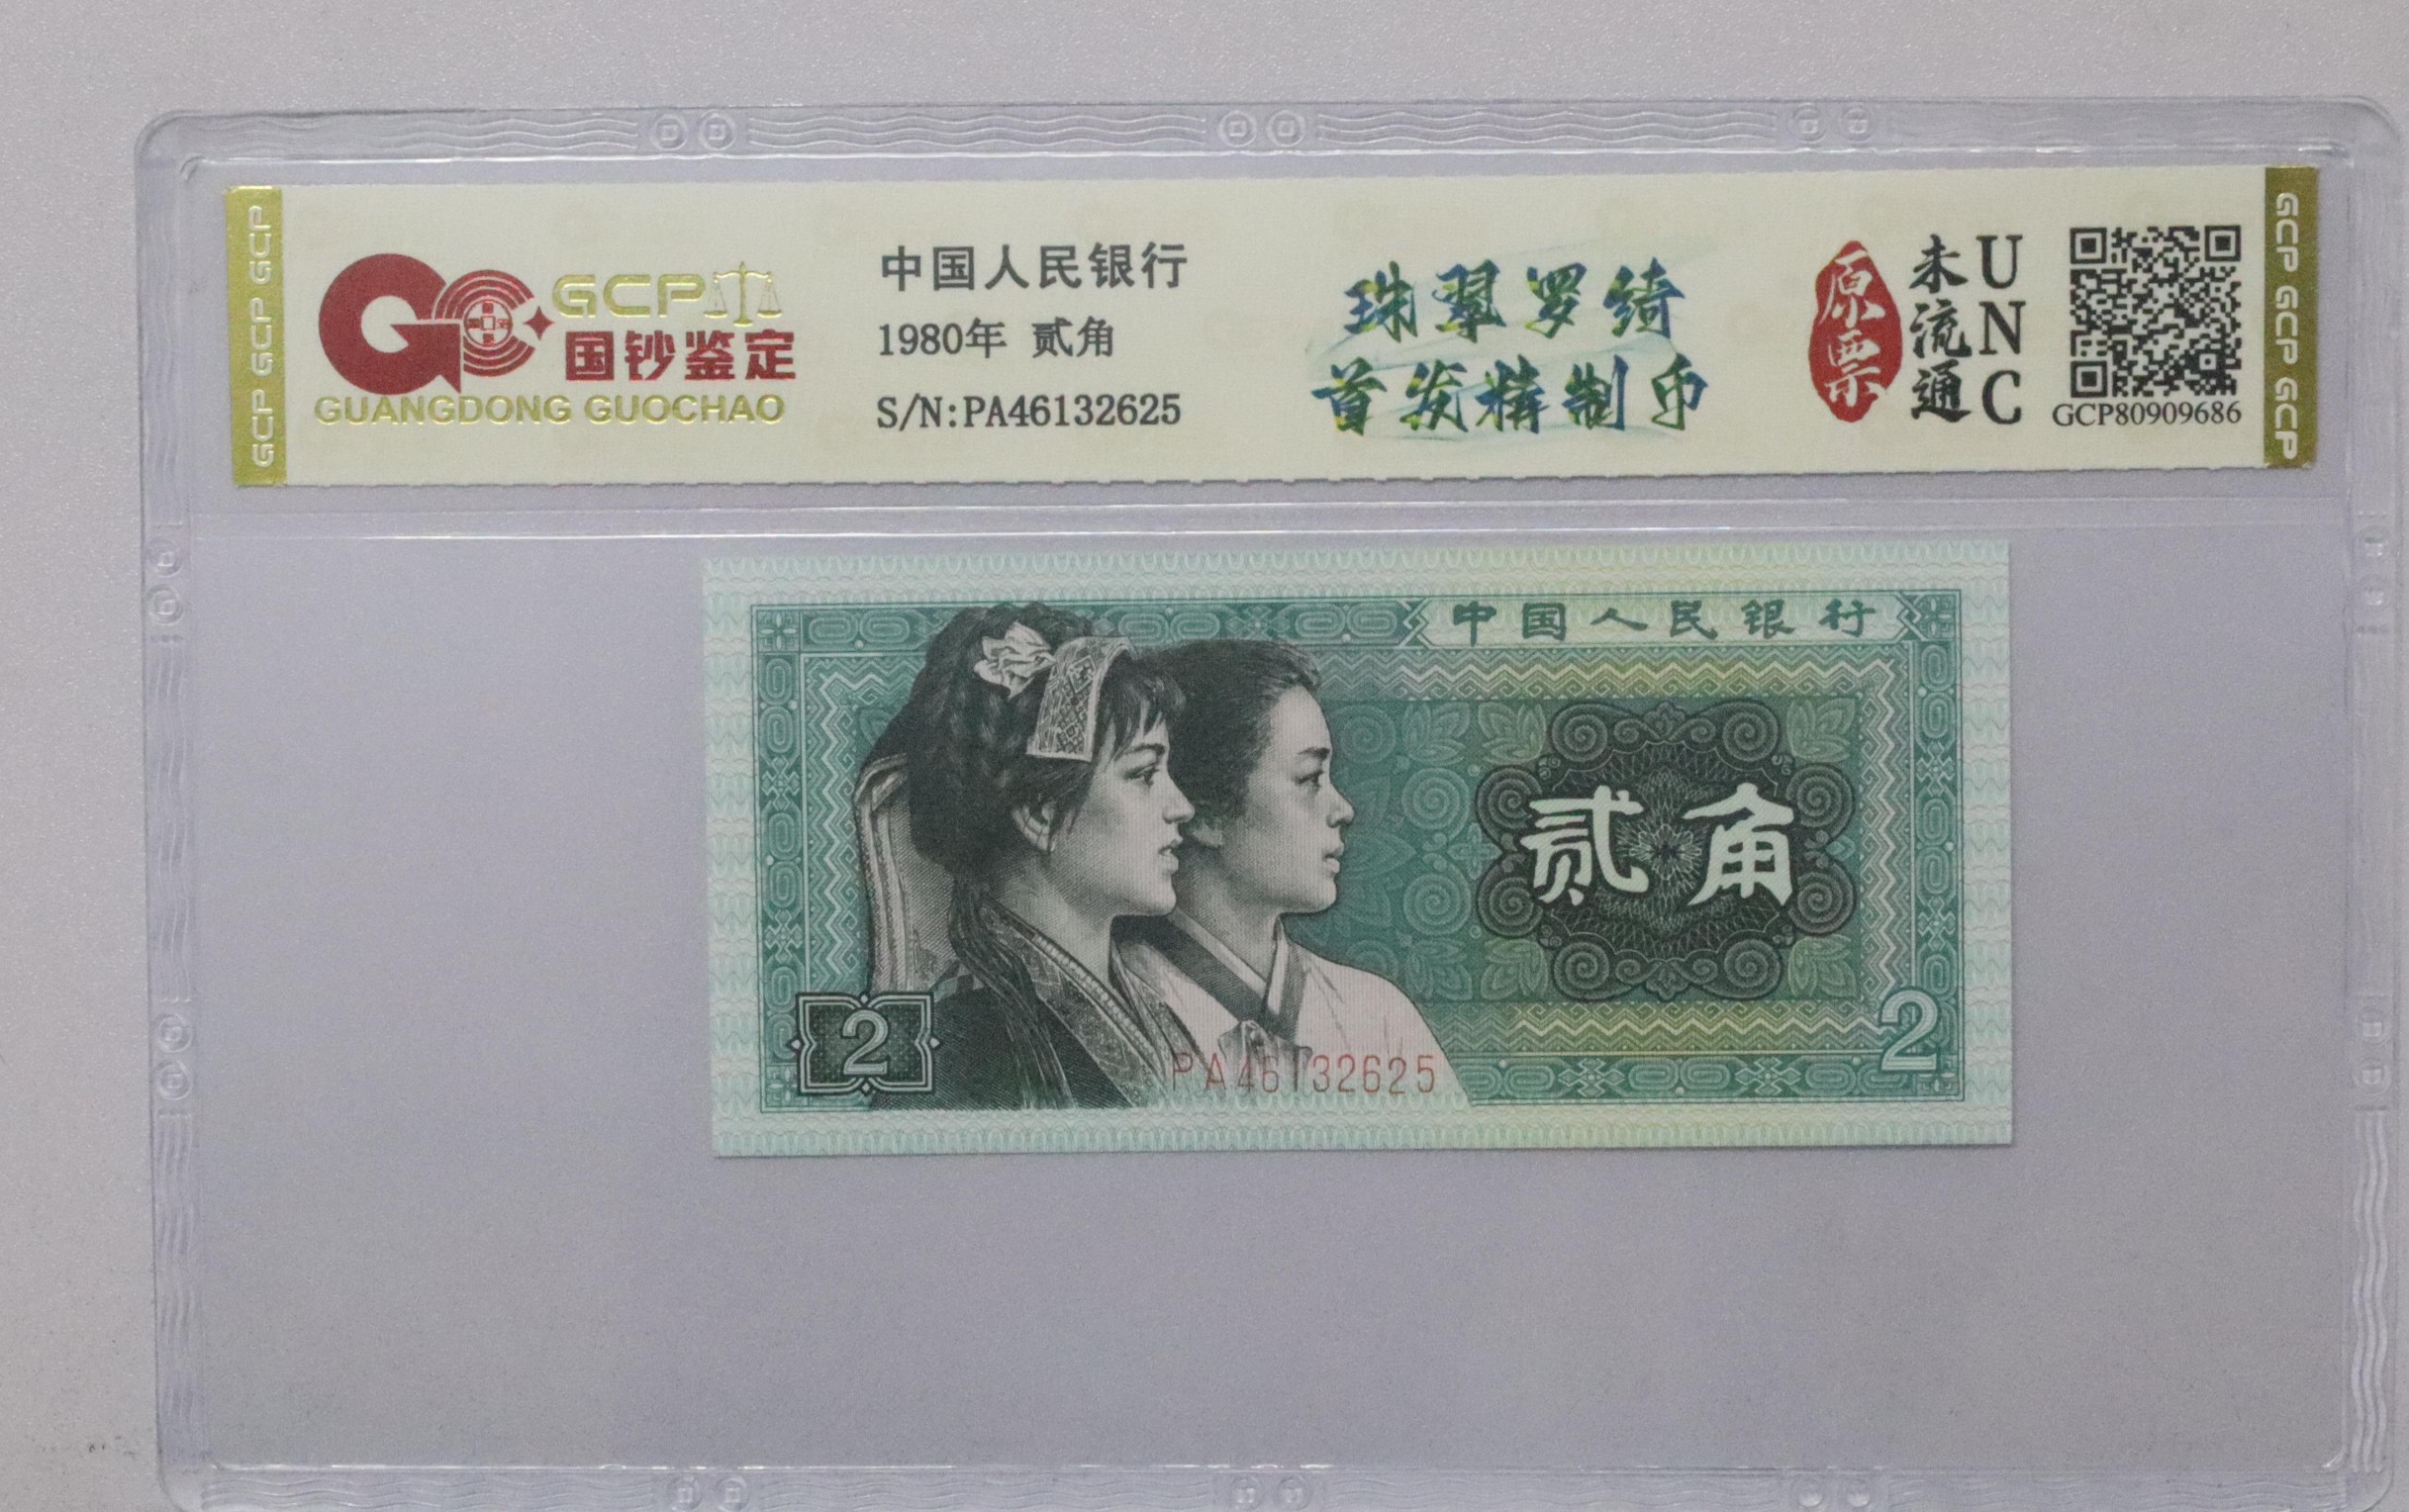 GCP GCP GCP
GCP
国钞鉴定
GUANGDONG GUOCHAO
中国人民银行
1980年 贰角
S/N:PA46132625
珠翠罗绮
首发精制币
原票
未流通
UNC
GCP80909686
GCP GCP GCP
中国人民银行
贰角
2
2
PA46132625